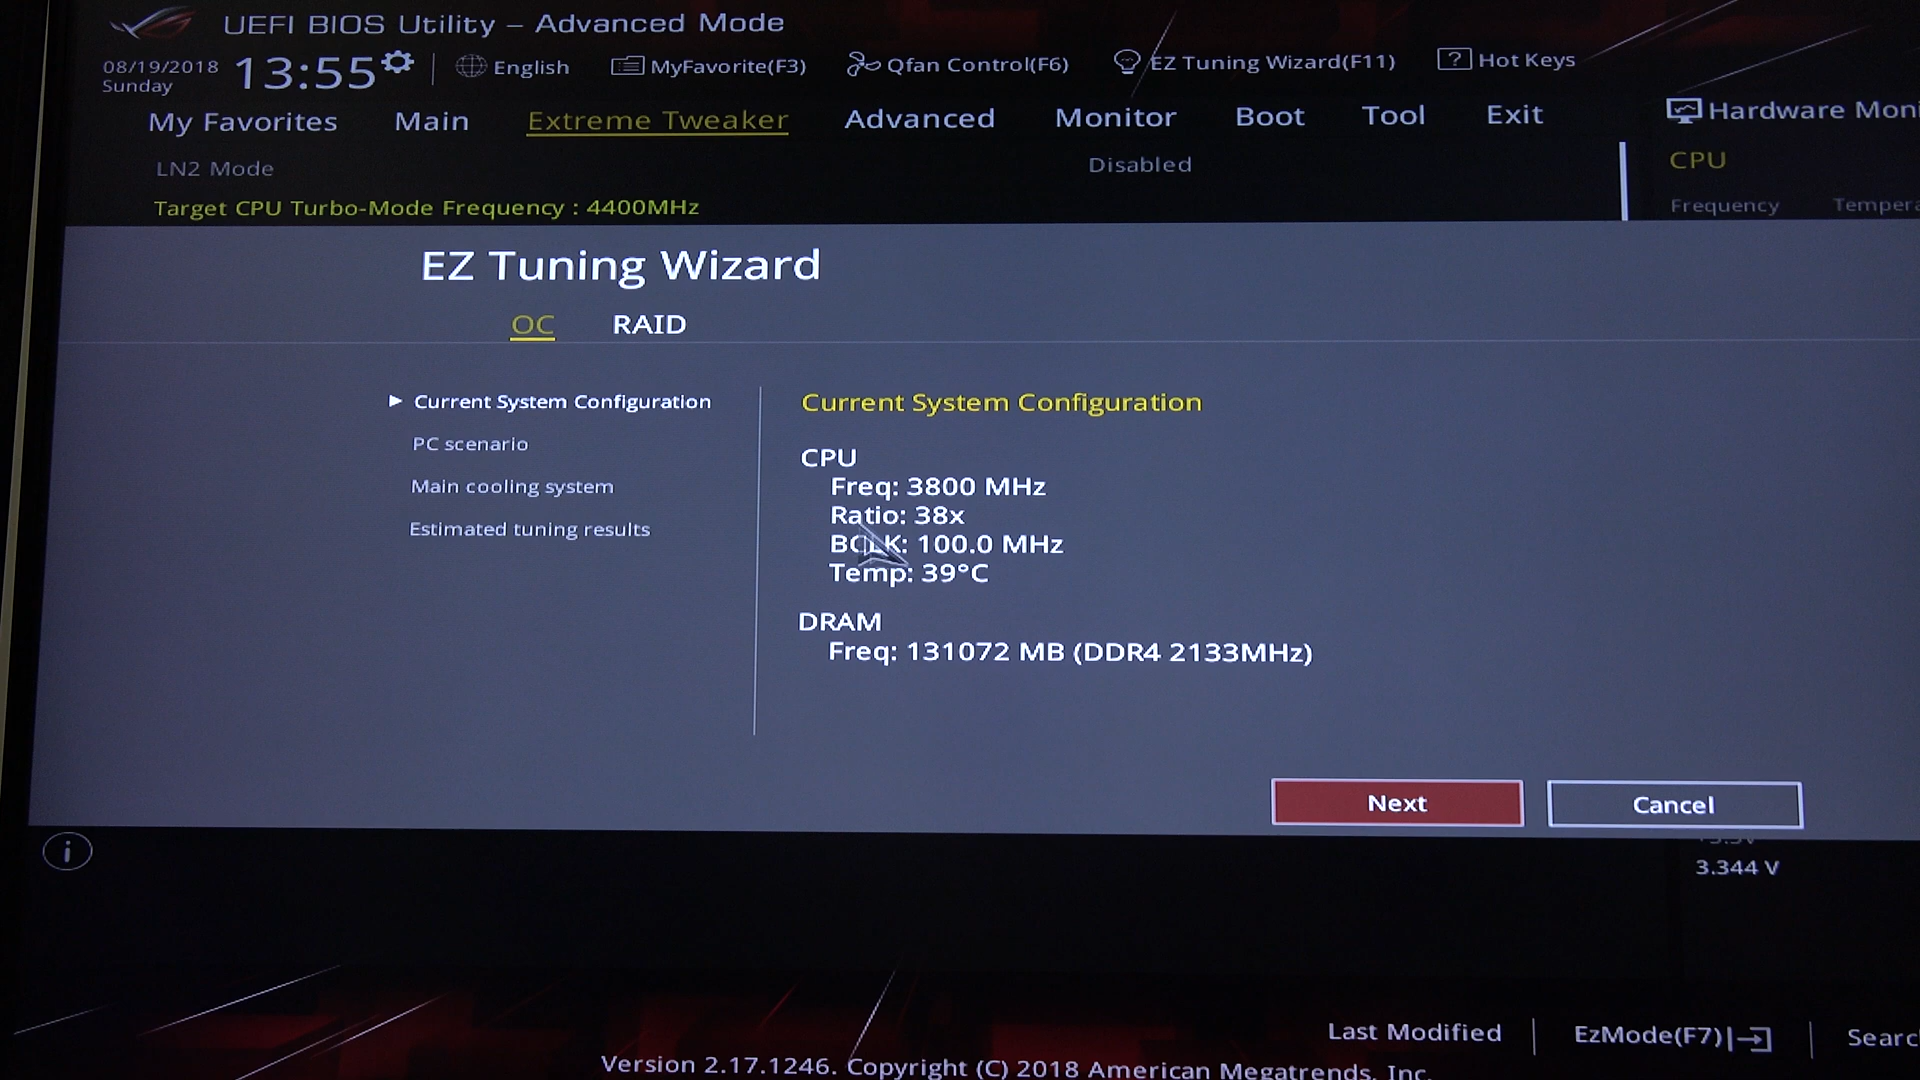 UEFI BIOS Utility – Advanced Mode
08/19/2018
Sunday
13:55
English
MyFavorite(F3)
Qfan Control(F6)
EZ Tuning Wizard(F11)
? Hot Keys
My Favorites
Main
Extreme Tweaker
Advanced
Monitor
Boot
Tool
Exit
Hardware
LN2 Mode
Disabled
CPU
Target CPU Turbo-Mode Frequency : 4400MHz
Frequency
EZ Tuning Wizard
OC
RAID
Current System Configuration
PC scenario
Main cooling system
Estimated tuning results
Current System Configuration
CPU
Freq: 3800 MHz
Ratio: 38x
BCLK: 100.0 MHz
Temp: 39°C
DRAM
Freq: 131072 MB (DDR4 2133MHz)
Next
Cancel
i
3.344 V
Last Modified
EzMode(F7)
Version 2.17.1246. Copyright (C) 2018 American Megatrends, Inc.